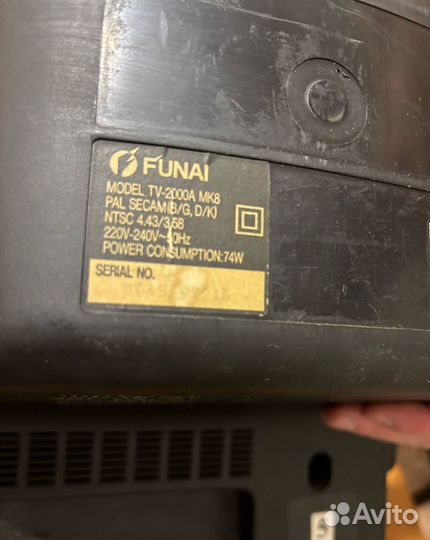 FUNAI
MODEL TV-2000A MK8
PAL SECAM(B/G, D/K)
NTSC 4.43/3.58
220V-240V~50Hz
POWER CONSUMPTION:74W
SERIAL NO.
Avito